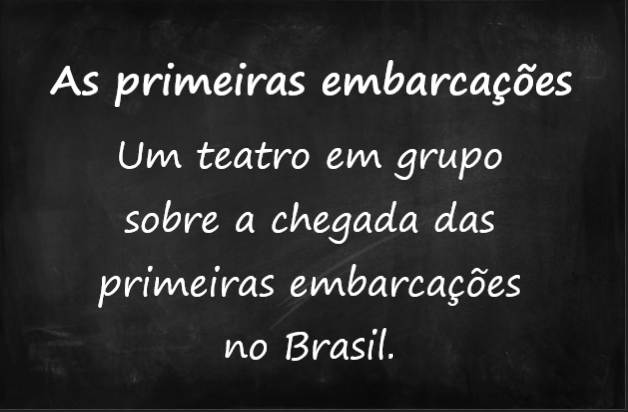 As primeiras embarcações
Um teatro em grupo
sobre a chegada das
primeiras embarcações
no Brasil.